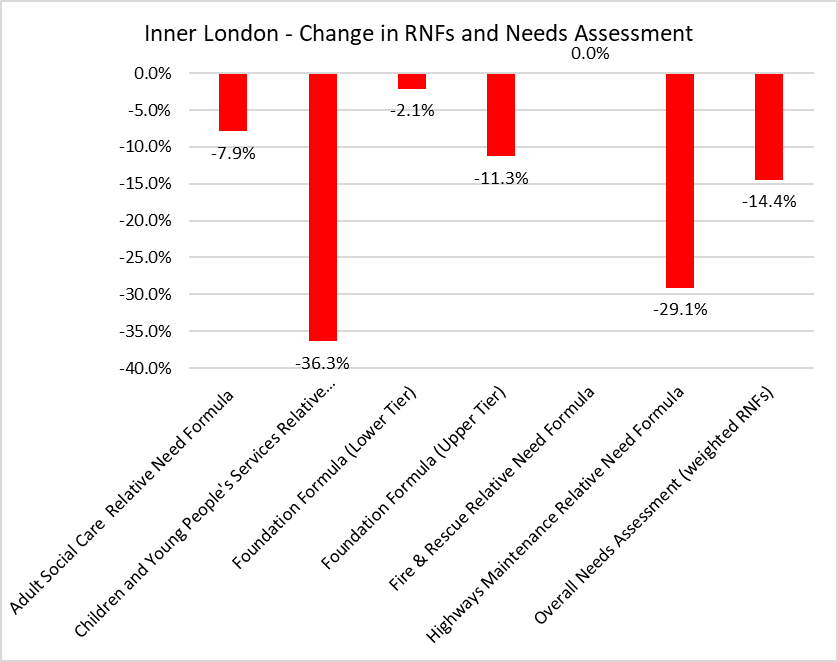 Inner London - Change in RNFs and Needs Assessment
0.0%
0.0%
-5.0%
-10.0%
-15.0%
-20.0%
-25.0%
-30.0%
-35.0%
-40.0%
-7.9%
-36.3%
-2.1%
-11.3%
-29.1%
-14.4%
Adult Social Care  Relative Need Formula
Children and Young People's Services Relative…
Foundation Formula (Lower Tier)
Foundation Formula (Upper Tier)
Fire & Rescue Relative Need Formula
Highways Maintenance Relative Need Formula
Overall Needs Assessment (weighted RNFs)